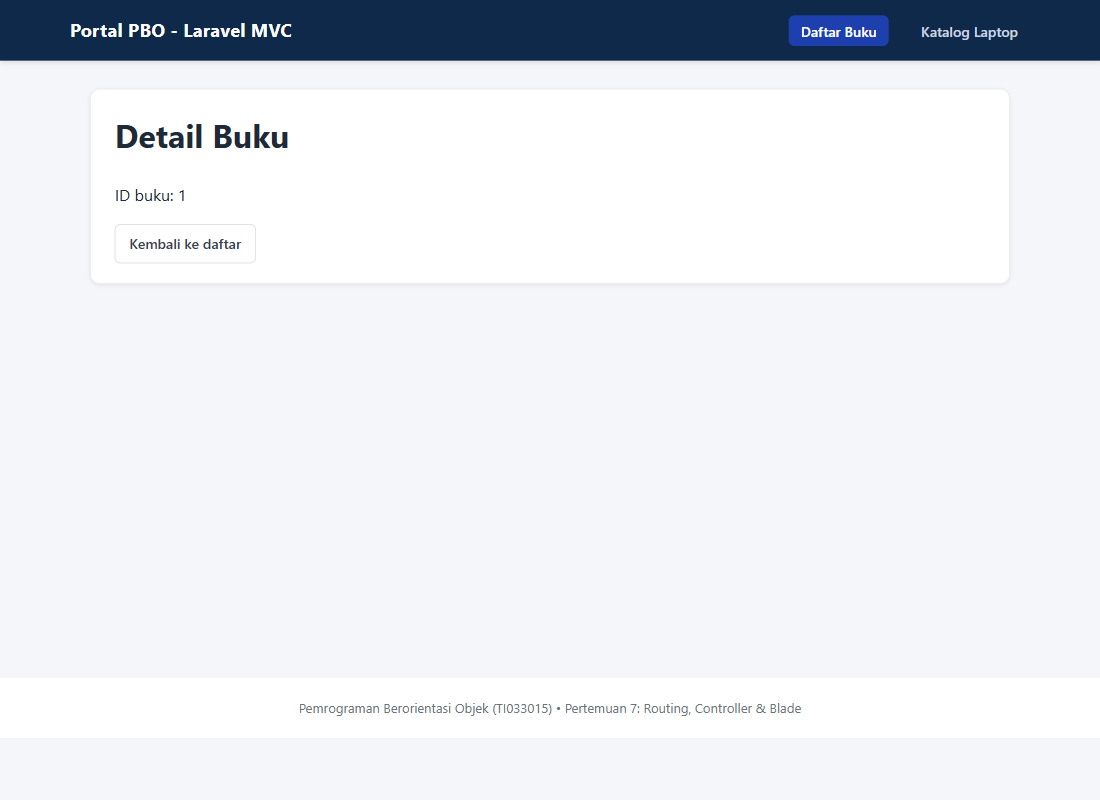 Portal PBO - Laravel MVC
Daftar Buku
Katalog Laptop
Detail Buku
ID buku: 1
Kembali ke daftar
Pemrograman Berorientasi Objek (TI033015) • Pertemuan 7: Routing, Controller & Blade